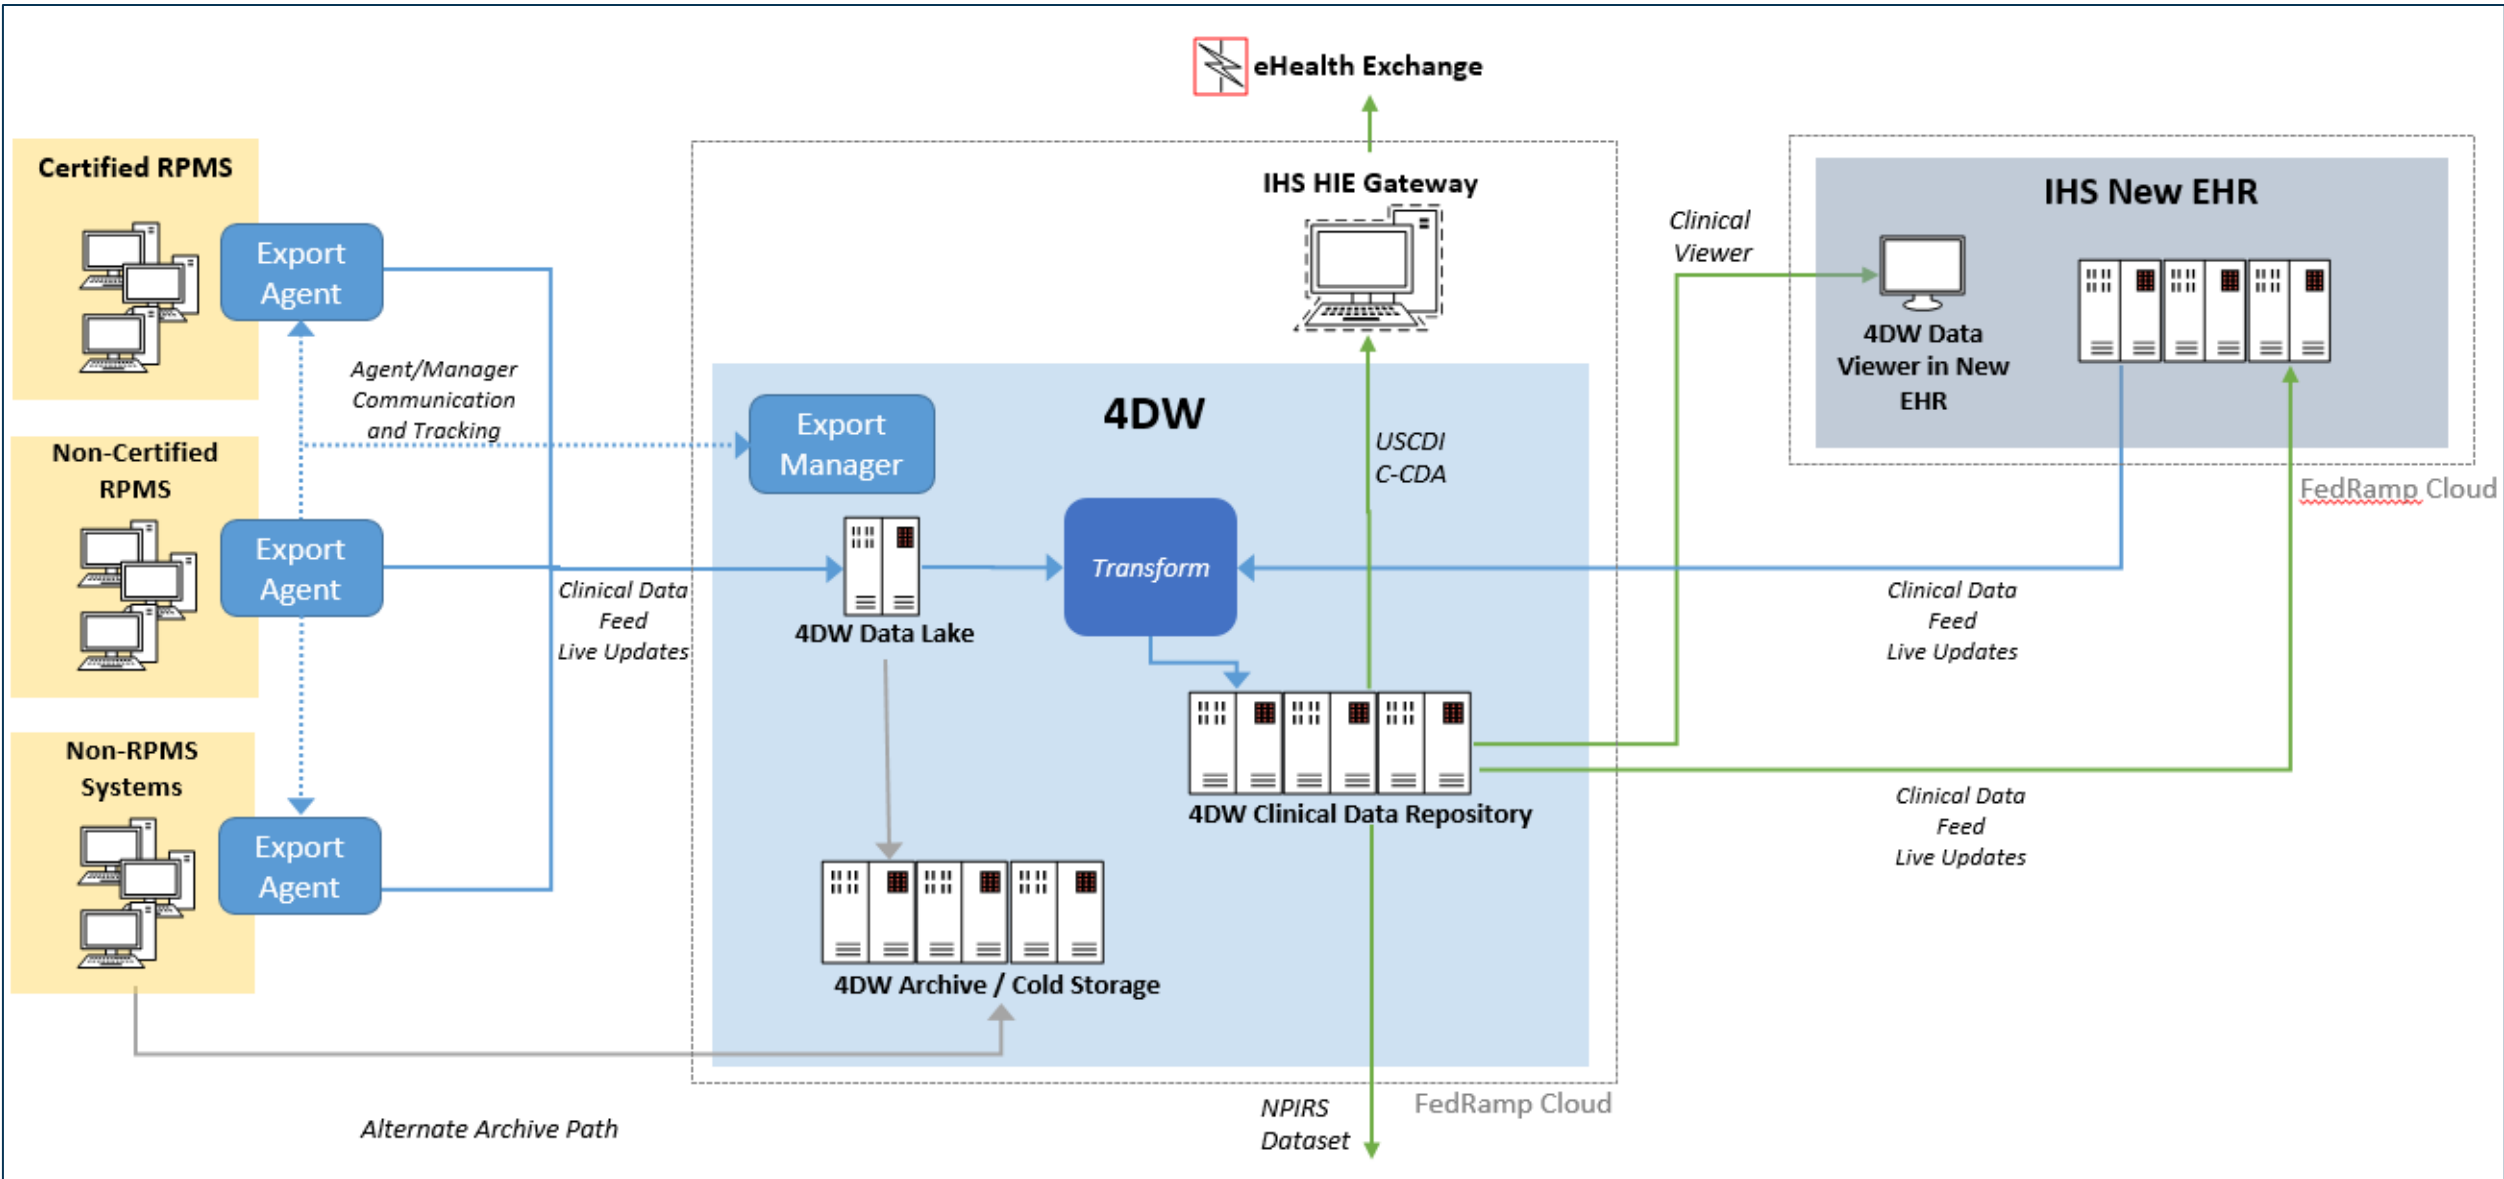 eHealth Exchange
Certified RPMS
Export
Agent
Agent/Manager
Communication
and Tracking
Non-Certified
RPMS
Export
Agent
Clinical Data
Feed
Live Updates
Non-RPMS
Systems
Export
Agent
Alternate Archive Path
IHS HIE Gateway
4DW
Export
Manager
USCDI
C-CDA
Transform
4DW Data Lake
4DW Clinical Data Repository
4DW Archive / Cold Storage
NPIRS
Dataset
FedRamp Cloud
Clinical
Viewer
IHS New EHR
4DW Data
Viewer in New
EHR
FedRamp Cloud
Clinical Data
Feed
Live Updates
Clinical Data
Feed
Live Updates